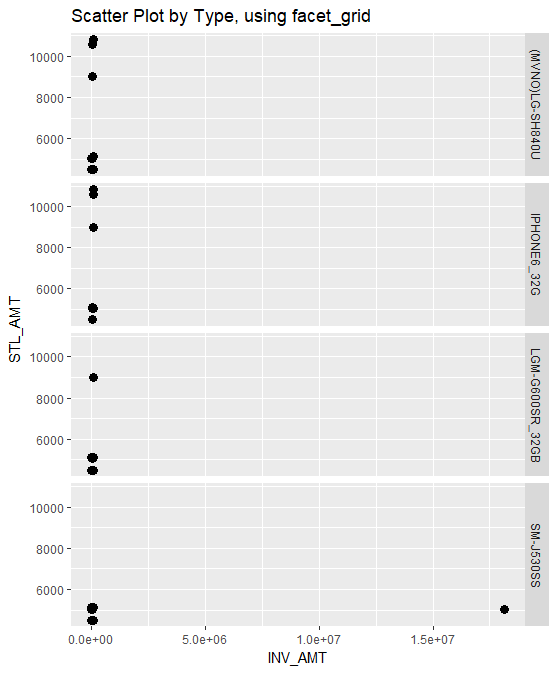 Scatter Plot by Type, using facet_grid
STL_AMT
10000
8000
6000
(MVNO)LG-SH840U
10000
8000
6000
IPHONE6_32G
10000
8000
6000
LGM-G600SR_32GB
10000
8000
6000
SM-J530SS
0.0e+00 5.0e+06 1.0e+07 1.5e+07
INV_AMT